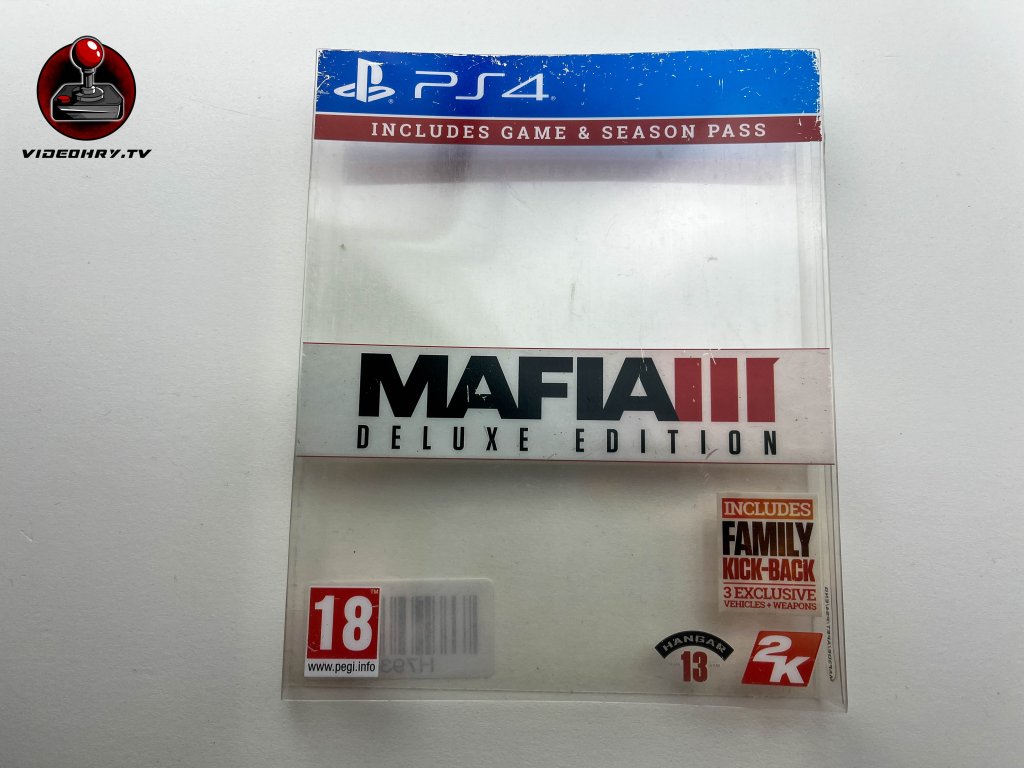 VIDEOHRY.TV
PS4
INCLUDES GAME & SEASON PASS
MAFIA III
DELUXE EDITION
INCLUDES
FAMILY
KICK-BACK
3 EXCLUSIVE
VEHICLES + WEAPONS
18™
www.pegi.info
HANGAR
13
2K